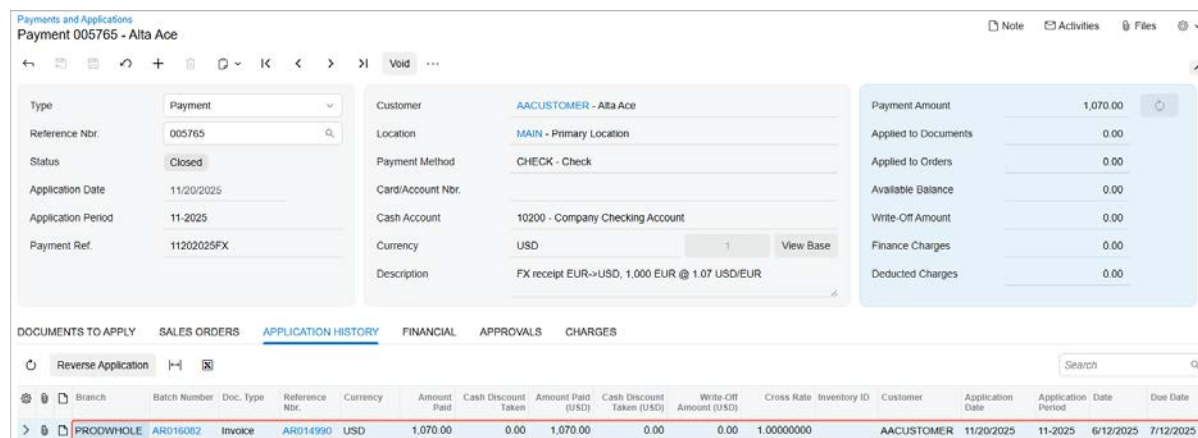 Payments and Applications
Payment 005765 - Alta Ace
Note Activities Files
Void ...
Type Payment
Reference Nbr. 005765
Status Closed
Application Date 11/20/2025
Application Period 11-2025
Payment Ref. 11202025FX
Customer AACUSTOMER - Alta Ace
Location MAIN - Primary Location
Payment Method CHECK - Check
Card/Account Nbr.
Cash Account 10200 - Company Checking Account
Currency USD 1 View Base
Description FX receipt EUR->USD, 1,000 EUR @ 1.07 USD/EUR
Payment Amount 1,070.00
Applied to Documents 0.00
Applied to Orders 0.00
Available Balance 0.00
Write-Off Amount 0.00
Finance Charges 0.00
Deducted Charges 0.00
DOCUMENTS TO APPLY SALES ORDERS APPLICATION HISTORY FINANCIAL APPROVALS CHARGES
Reverse Application Search
Branch Batch Number Doc. Type Reference Nbr. Currency Amount Paid Cash Discount Taken Amount Paid (USD) Cash Discount Taken (USD) Write-Off Amount (USD) Cross Rate Inventory ID Customer Application Date Application Period Date Due Date
PRODWHOLE AR016082 Invoice AR014990 USD 1,070.00 0.00 1,070.00 0.00 0.00 1.00000000 AACUSTOMER 11/20/2025 11-2025 6/12/2025 7/12/2025